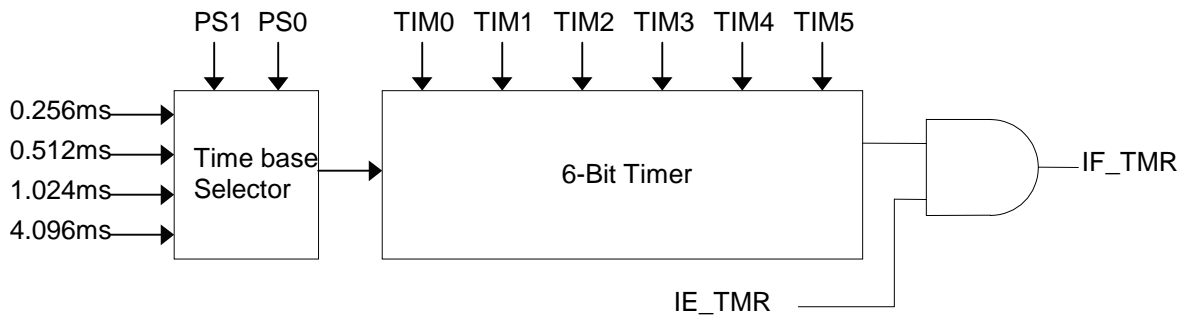 PS1 PS0 TIM0 TIM1 TIM2 TIM3 TIM4 TIM5
0.256ms
0.512ms
1.024ms
4.096ms
Time base
Selector
6-Bit Timer
IF_TMR
IE_TMR